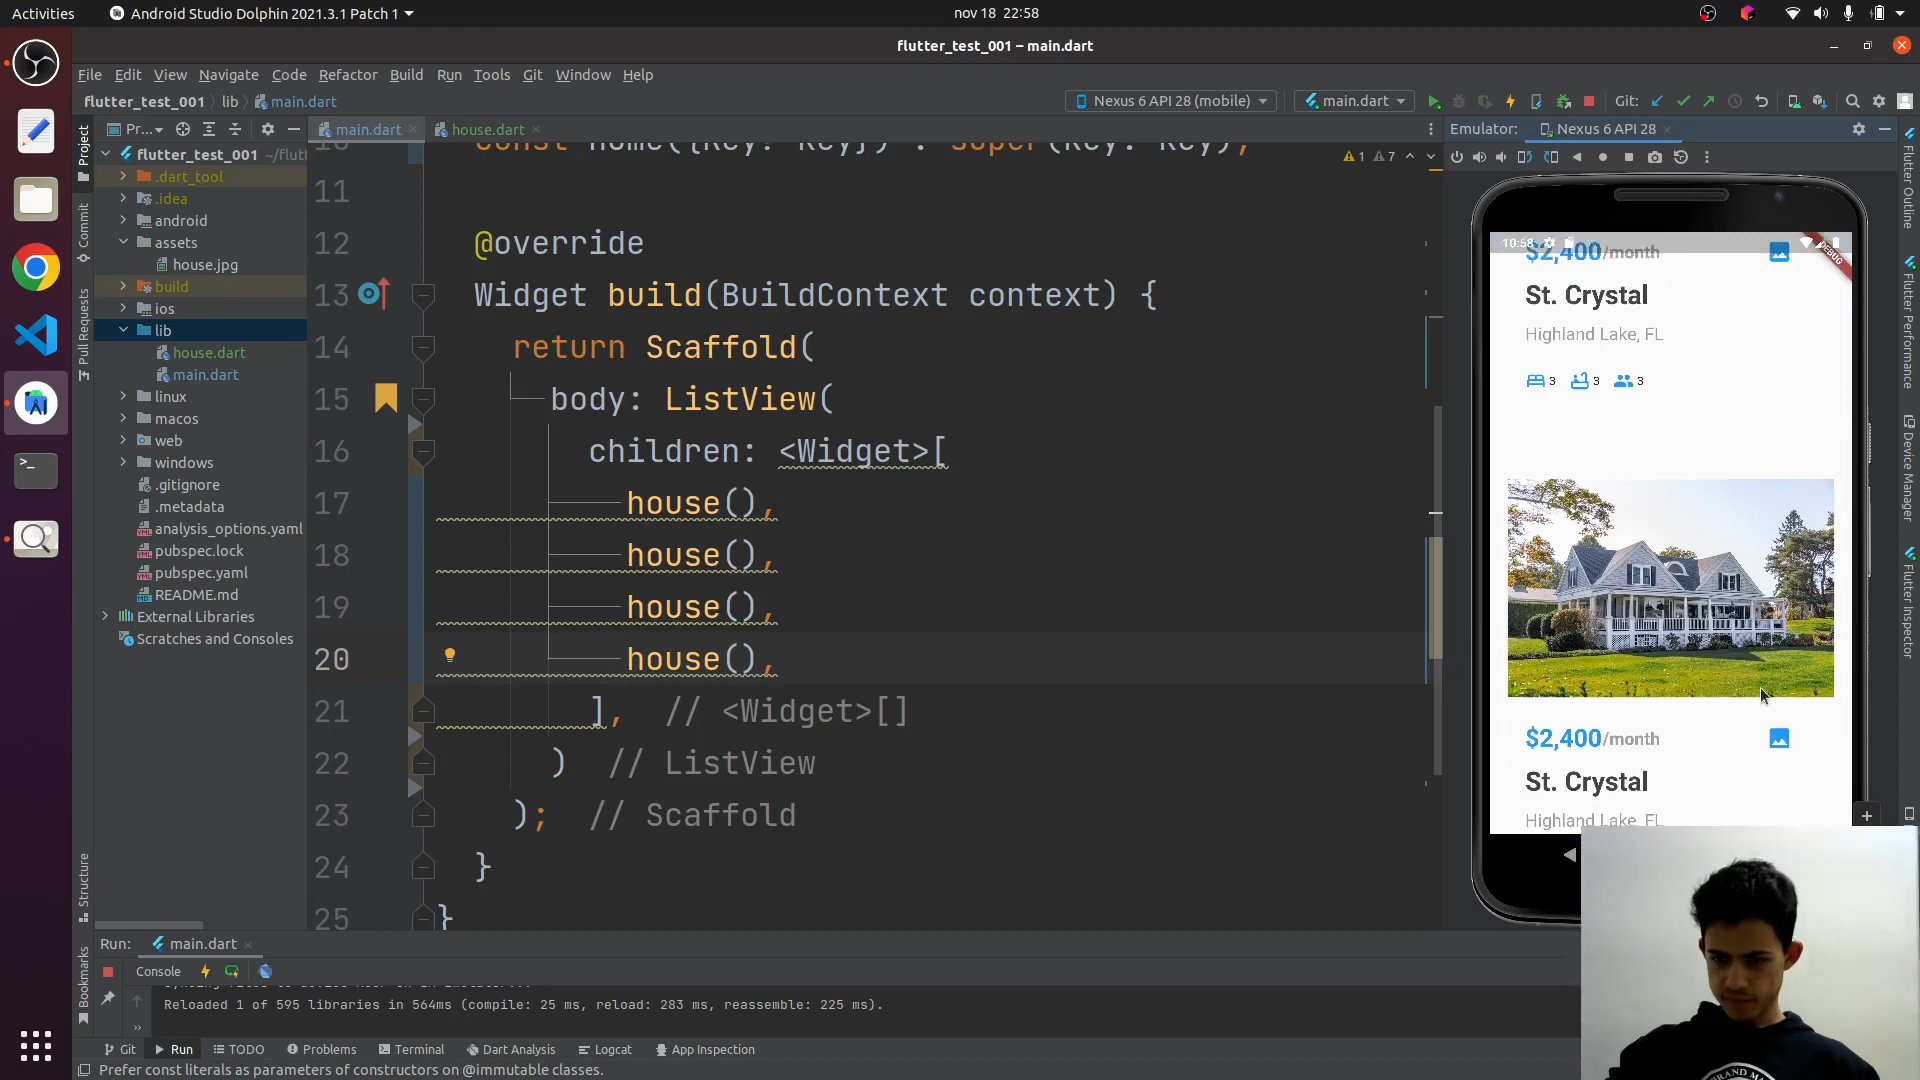 Activities
Android Studio Dolphin 2021.3.1 Patch 1
nov 18 22:58
flutter_test_001 – main.dart
File Edit View Navigate Code Refactor Build Run Tools Git Window Help
flutter_test_001 lib main.dart
Nexus 6 API 28 (mobile)
main.dart
Git:
Project
Commit
Pull Requests
Structure
Bookmarks
Pr...
flutter_test_001
.dart_tool
.idea
android
assets
house.jpg
build
ios
lib
house.dart
main.dart
linux
macos
web
windows
.gitignore
.metadata
analysis_options.yaml
pubspec.lock
pubspec.yaml
README.md
External Libraries
Scratches and Consoles
main.dart
house.dart
1 7
const Home({Key? key}) : super(key: key);
11
12 @override
13 Widget build(BuildContext context) {
14 return Scaffold(
15 body: ListView(
16 children: <Widget>[
17 house(),
18 house(),
19 house(),
20 house(),
21 ], // <Widget>[]
22 ) // ListView
23 ); // Scaffold
24 }
25 }
Emulator: Nexus 6 API 28
10:58
DEBUG
$2,400/month
St. Crystal
Highland Lake, FL
3 3 3
$2,400/month
St. Crystal
Highland Lake, FL
Flutter Outline
Flutter Performance
Device Manager
Flutter Inspector
Run: main.dart
Console
Reloaded 1 of 595 libraries in 564ms (compile: 25 ms, reload: 283 ms, reassemble: 225 ms).
Git Run TODO Problems Terminal Dart Analysis Logcat App Inspection
Prefer const literals as parameters of constructors on @immutable classes.